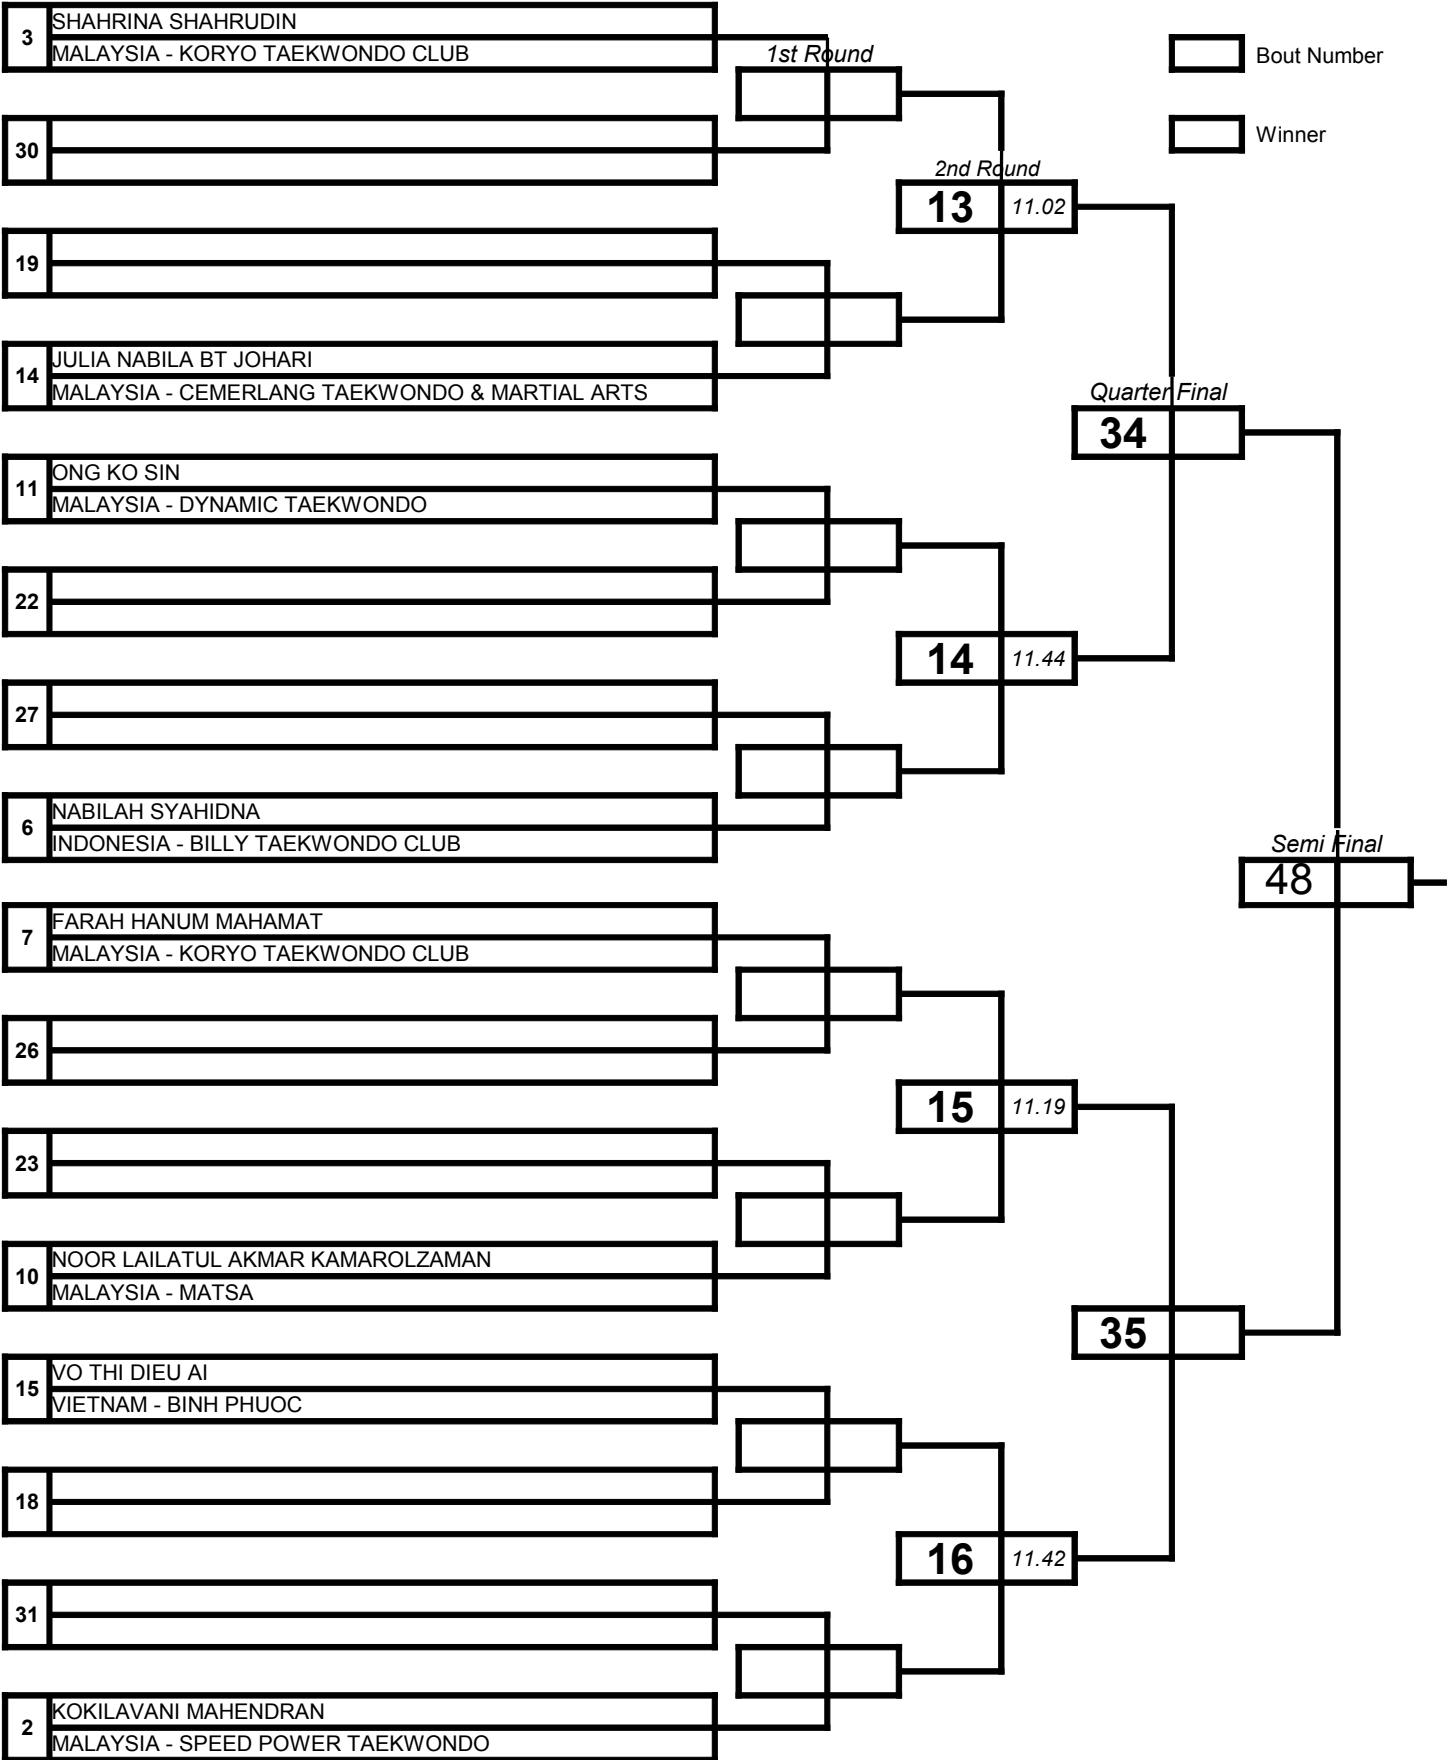 3
SHAHRINA SHAHRUDIN
MALAYSIA - KORYO TAEKWONDO CLUB
1st Round
Bout Number
30
Winner
2nd Round
13 11.02
19
14
JULIA NABILA BT JOHARI
MALAYSIA - CEMERLANG TAEKWONDO & MARTIAL ARTS
Quarter Final
34
11
ONG KO SIN
MALAYSIA - DYNAMIC TAEKWONDO
22
14 11.44
27
6
NABILAH SYAHIDNA
INDONESIA - BILLY TAEKWONDO CLUB
Semi Final
48
7
FARAH HANUM MAHAMAT
MALAYSIA - KORYO TAEKWONDO CLUB
26
15 11.19
23
10
NOOR LAILATUL AKMAR KAMAROLZAMAN
MALAYSIA - MATSA
35
15
VO THI DIEU AI
VIETNAM - BINH PHUOC
18
16 11.42
31
2
KOKILAVANI MAHENDRAN
MALAYSIA - SPEED POWER TAEKWONDO